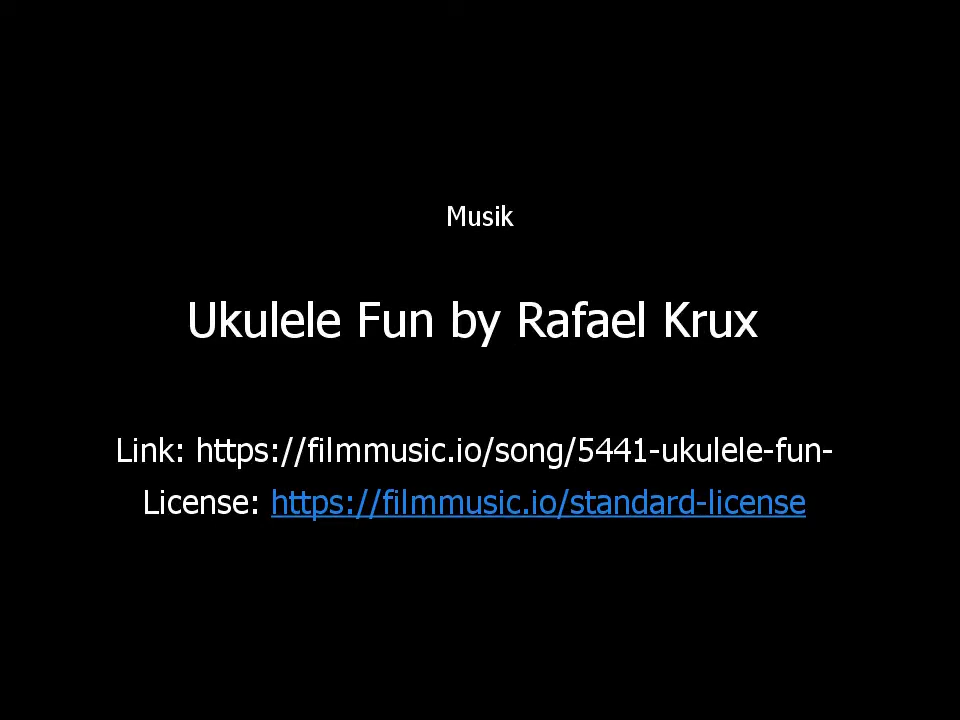 Musik
Ukulele Fun by Rafael Krux
Link: https://filmmusic.io/song/5441-ukulele-fun-
License: https://filmmusic.io/standard-license